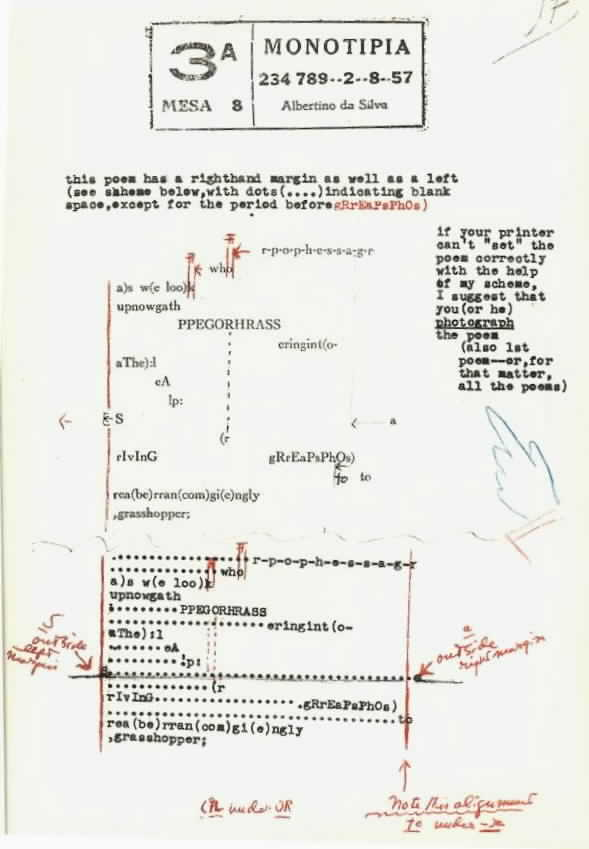 3A
MESA 8
MONOTIPIA
234 789--2--8--57
Albertino da Silva
this poem has a righthand margin as well as a left
(see skheme below,with dots(....)indicating blank
space,except for the period beforegRrEaPsPhOs)
if your printer
can't "set" the
poem correctly
with the help
of my scheme,
I suggest that
you(or he)
photograph
the poem
(also 1st
poem--or,for
that matter,
all the poems)
r-p-o-p-h-e-s-s-a-g-r
who
a)s w(e loo)k
upnowgath
PPEGORHRASS
eringint(o-
aThe):l
eA
!p:
S a
(r
rIvInG gRrEaPsPhOs)
to to
rea(be)rran(com)gi(e)ngly
,grasshopper;
r-p-o-p-h-e-s-s-a-g-r
who
a)s w(e loo)k
upnowgath
PPEGORHRASS
eringint(o-
aThe):l
eA
!p:
S
outside
left
margin
a
outside
right margin
(r
rIvInG.....................gRrEaPsPhOs)
to
rea(be)rran(com)gi(e)ngly
,grasshopper;
(R under OR
Note this alignment
to under -r